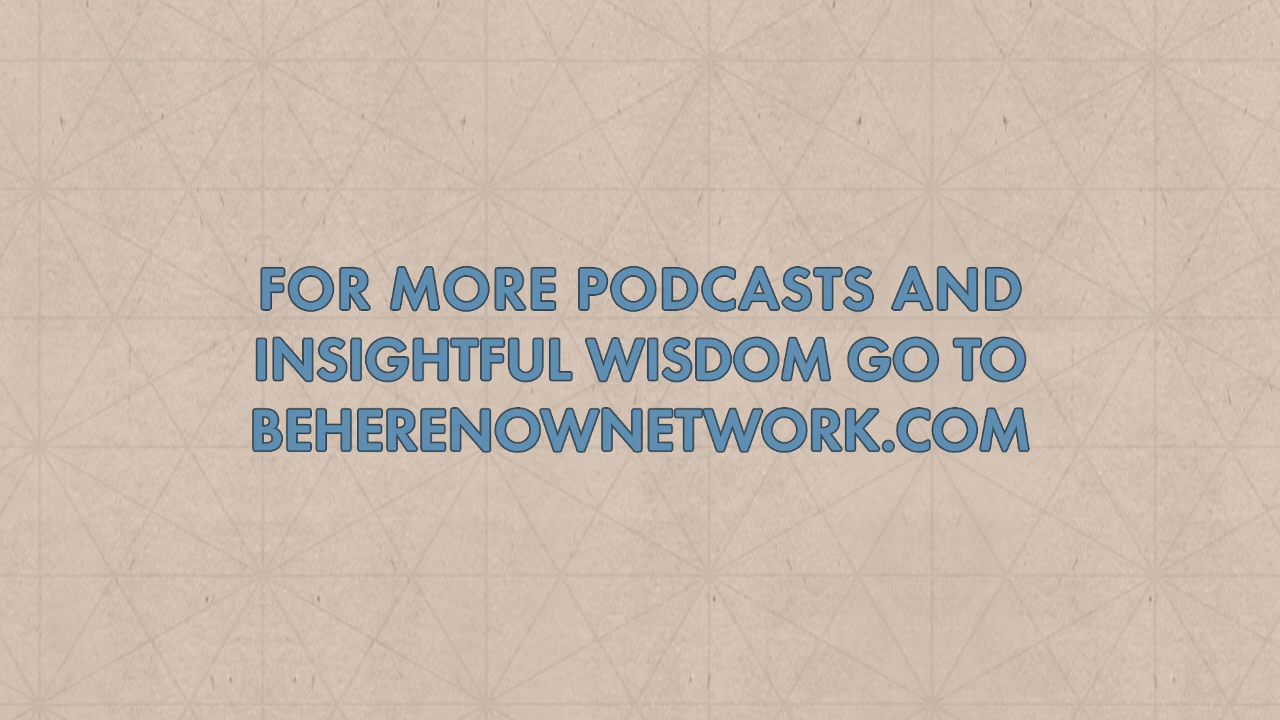 FOR MORE PODCASTS AND
INSIGHTFUL WISDOM GO TO
BEHERENOWNETWORK.COM